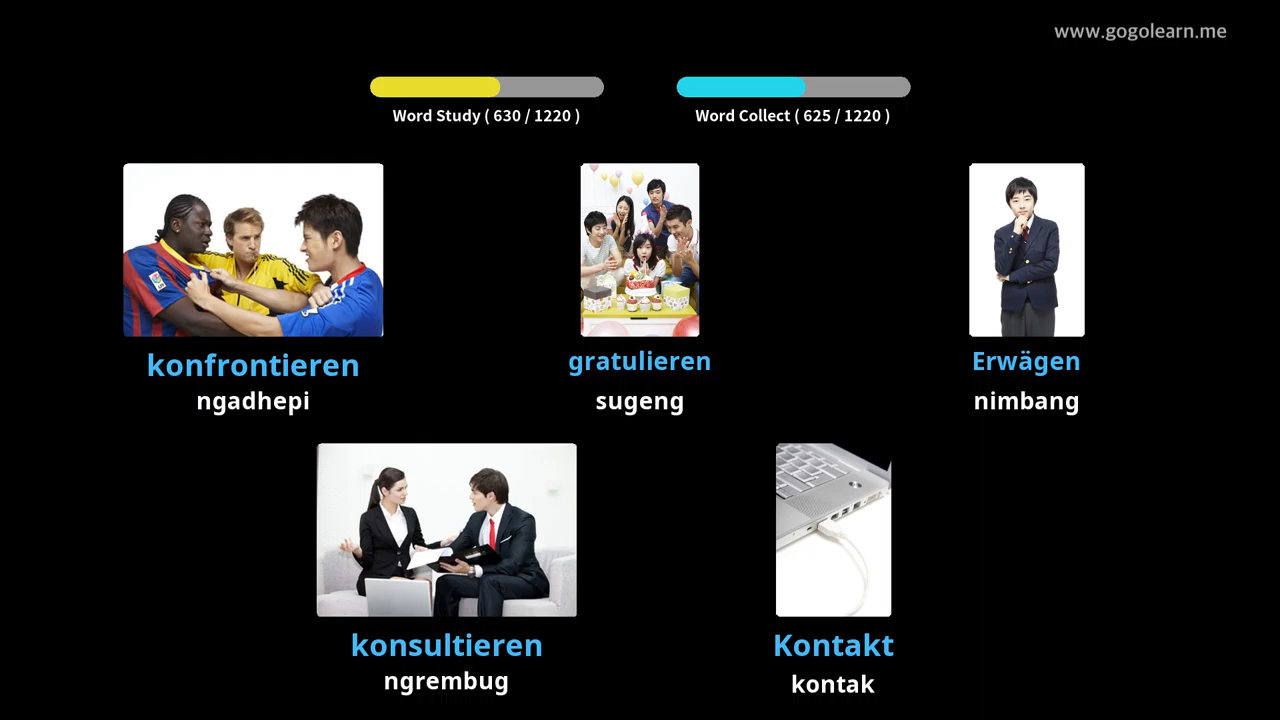 www.gogolearn.me
Word Study ( 630 / 1220 )
Word Collect ( 625 / 1220 )
konfrontieren
ngadhepi
gratulieren
sugeng
Erwägen
nimbang
konsultieren
ngrembug
Kontakt
kontak